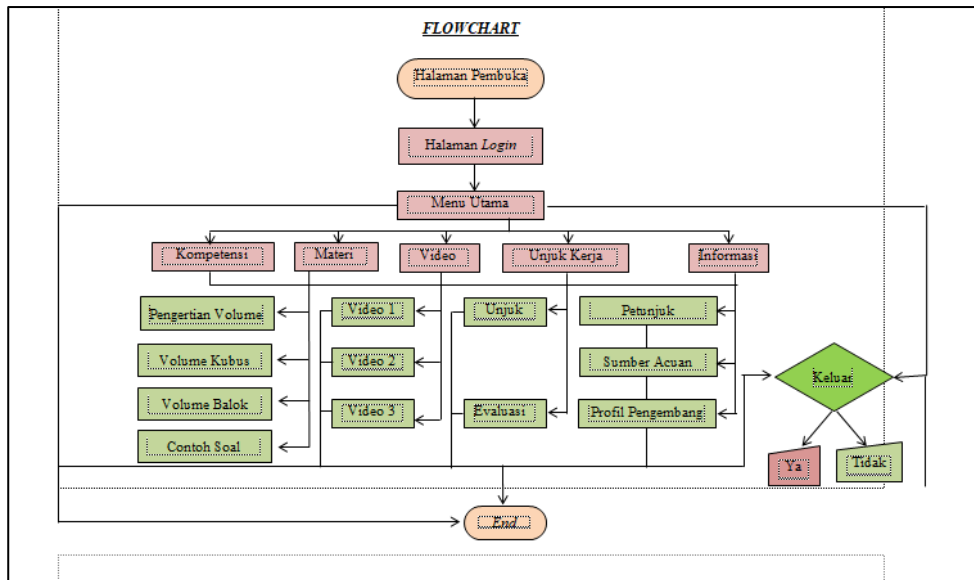 FLOWCHART
Halaman Pembuka
Halaman Login
Menu Utama
Kompetensi
Materi
Video
Unjuk Kerja
Informasi
Pengertian Volume
Video 1
Unjuk
Petunjuk
Volume Kubus
Video 2
Sumber Acuan
Keluar
Volume Balok
Video 3
Evaluasi
Profil Pengembang
Contoh Soal
Ya
Tidak
End